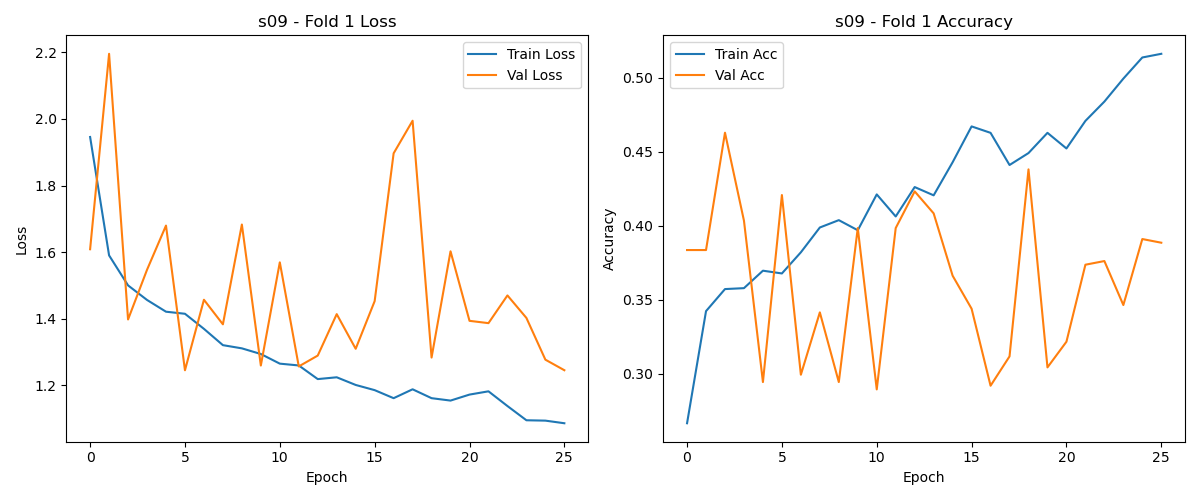 s09 - Fold 1 Loss
Train Loss
Val Loss
2.2
2.0
1.8
1.6
1.4
1.2
Loss
0
5
10
15
20
25
Epoch
s09 - Fold 1 Accuracy
Train Acc
Val Acc
0.50
0.45
0.40
0.35
0.30
Accuracy
0
5
10
15
20
25
Epoch